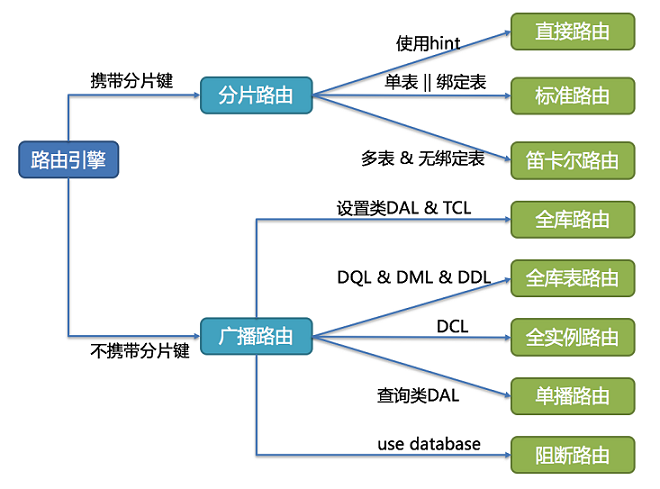 使用hint
直接路由
携带分片键
分片路由
单表 || 绑定表
标准路由
路由引擎
多表 & 无绑定表
笛卡尔路由
设置类DAL & TCL
全库路由
DQL & DML & DDL
全库表路由
不携带分片键
广播路由
DCL
全实例路由
查询类DAL
单播路由
use database
阻断路由